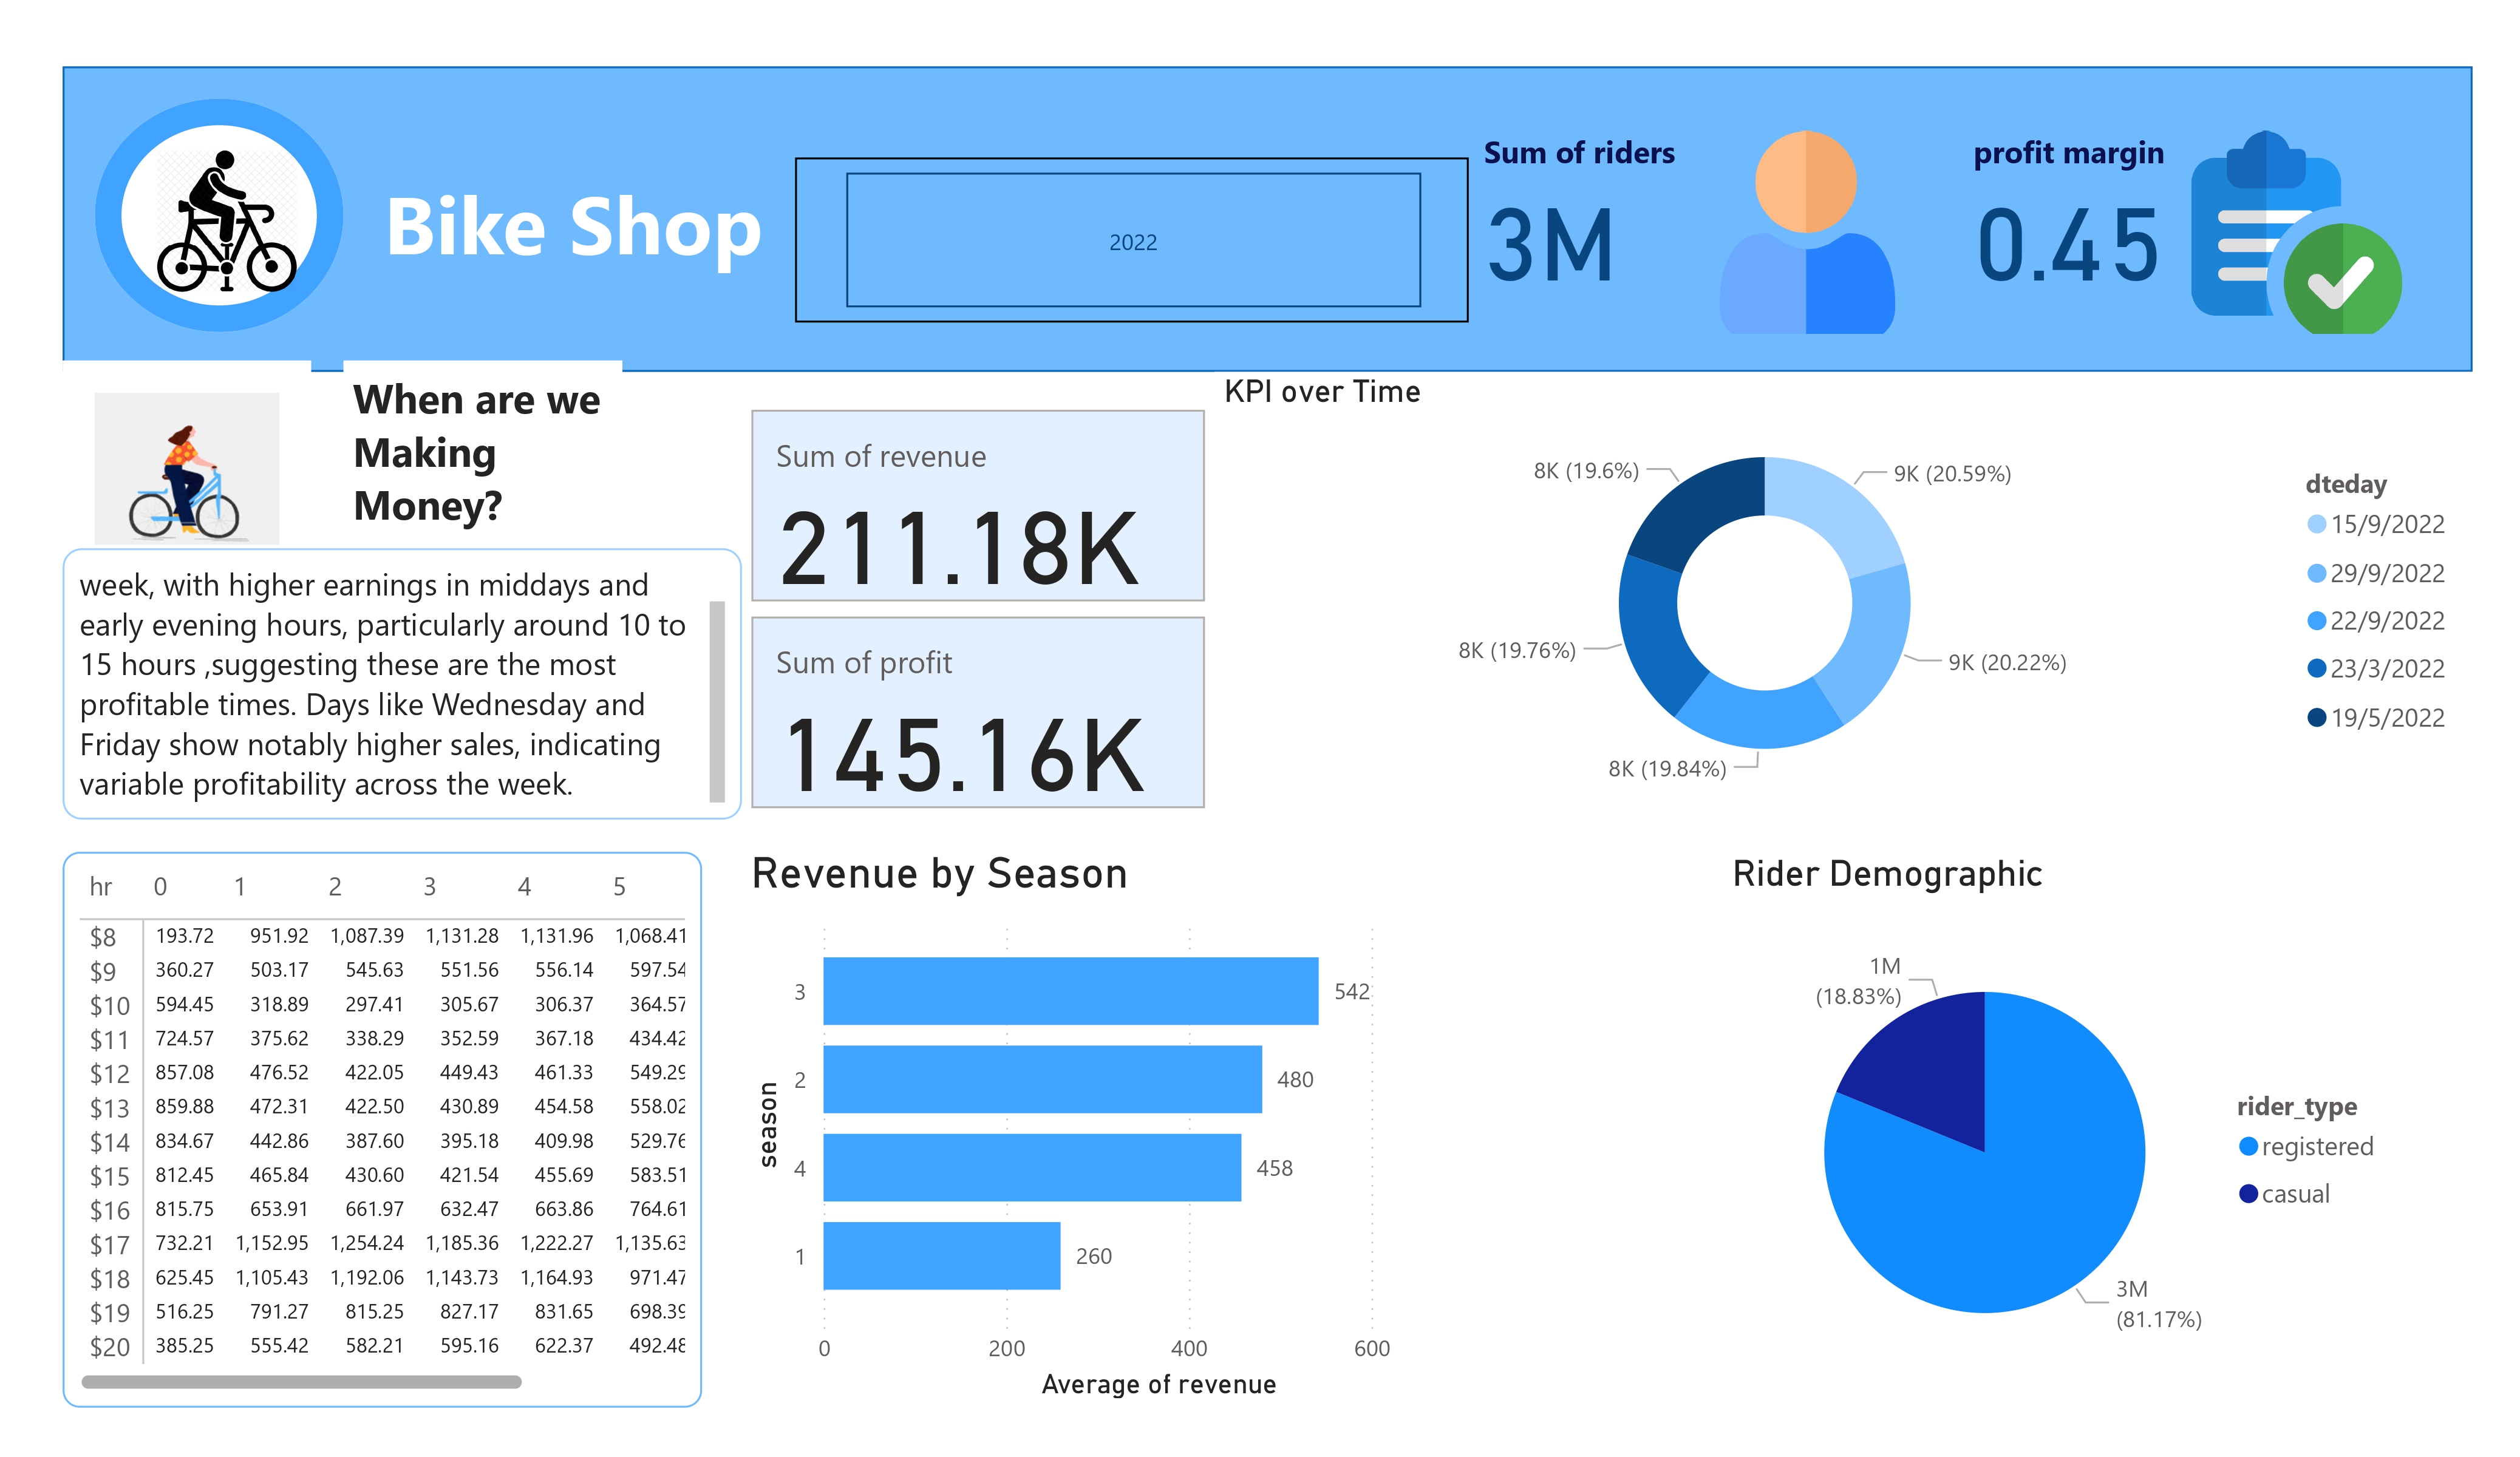 Bike Shop
2022
Sum of riders
3M
profit margin
0.45
When are we
Making
Money?
week, with higher earnings in middays and
early evening hours, particularly around 10 to
15 hours ,suggesting these are the most
profitable times. Days like Wednesday and
Friday show notably higher sales, indicating
variable profitability across the week.
Sum of revenue
211.18K
Sum of profit
145.16K
KPI over Time
8K (19.6%)
9K (20.59%)
8K (19.76%)
9K (20.22%)
8K (19.84%)
dteday
15/9/2022
29/9/2022
22/9/2022
23/3/2022
19/5/2022
hr 0 1 2 3 4 5
$8 193.72 951.92 1,087.39 1,131.28 1,131.96 1,068.41
$9 360.27 503.17 545.63 551.56 556.14 597.54
$10 594.45 318.89 297.41 305.67 306.37 364.57
$11 724.57 375.62 338.29 352.59 367.18 434.42
$12 857.08 476.52 422.05 449.43 461.33 549.29
$13 859.88 472.31 422.50 430.89 454.58 558.02
$14 834.67 442.86 387.60 395.18 409.98 529.76
$15 812.45 465.84 430.60 421.54 455.69 583.51
$16 815.75 653.91 661.97 632.47 663.86 764.61
$17 732.21 1,152.95 1,254.24 1,185.36 1,222.27 1,135.63
$18 625.45 1,105.43 1,192.06 1,143.73 1,164.93 971.47
$19 516.25 791.27 815.25 827.17 831.65 698.39
$20 385.25 555.42 582.21 595.16 622.37 492.48
Revenue by Season
season
3 542
2 480
4 458
1 260
0 200 400 600
Average of revenue
Rider Demographic
1M
(18.83%)
3M
(81.17%)
rider_type
registered
casual